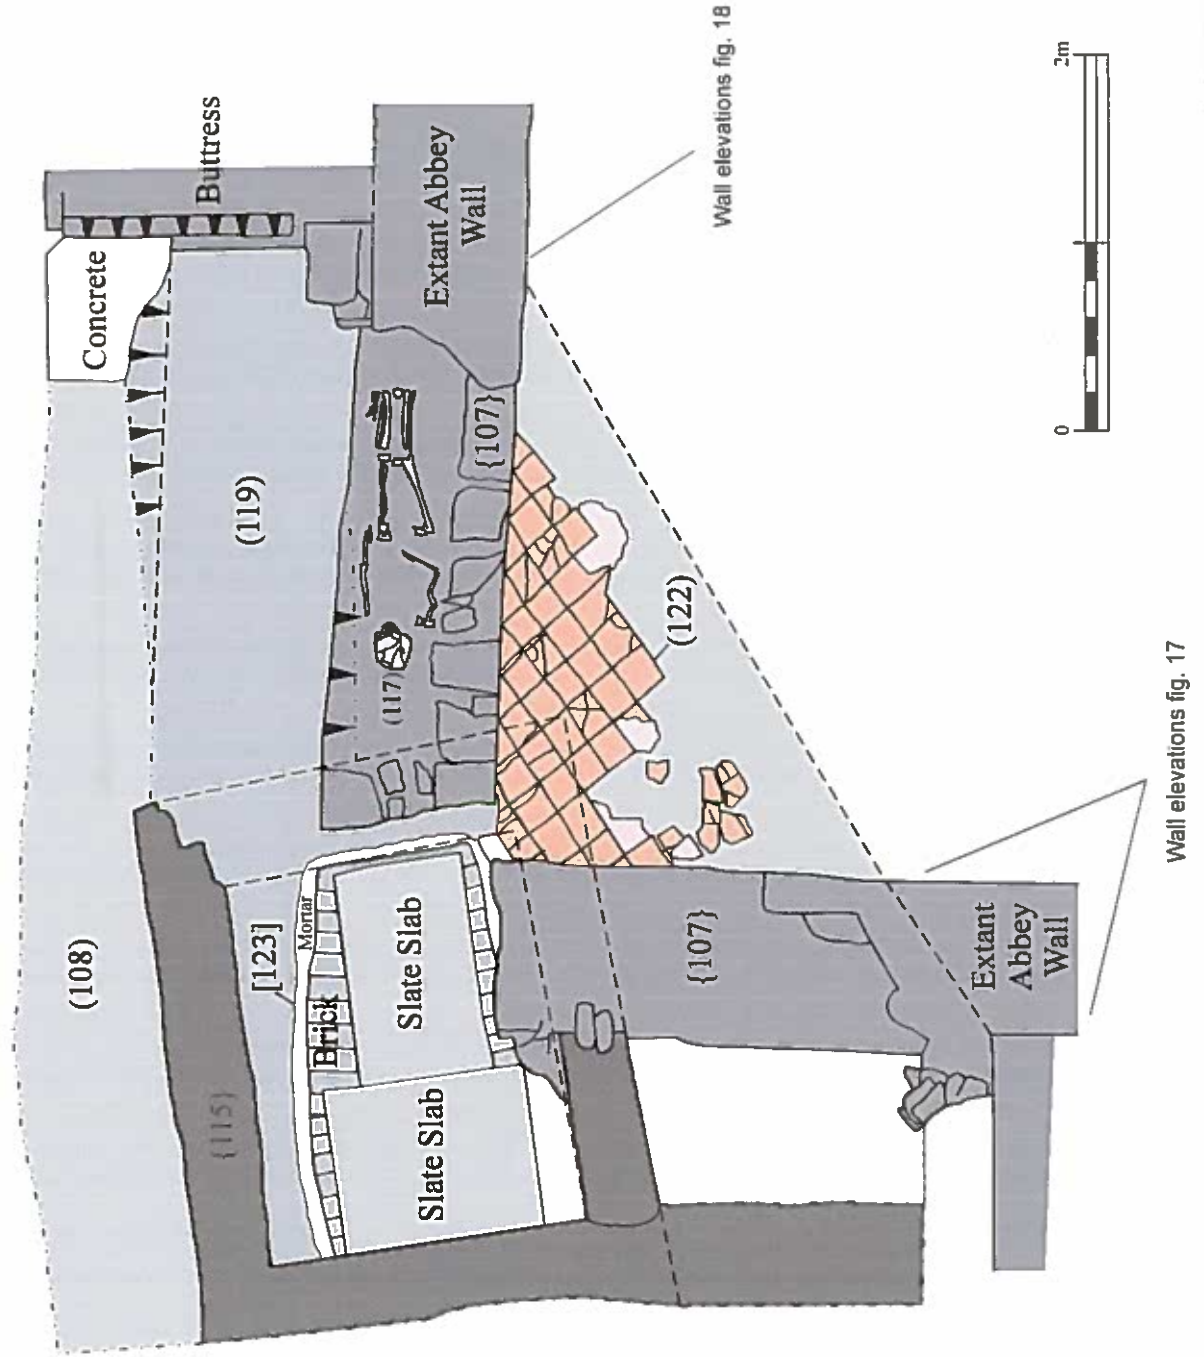 Wall elevations fig. 18
2m
0
Buttress
Concrete
Extant Abbey
Wall
(119)
{107}
(117)
(122)
(108)
[123]
Mortar
Brick
Slate Slab
Slate Slab
{115}
{107}
Extant
Abbey
Wall
Wall elevations fig. 17